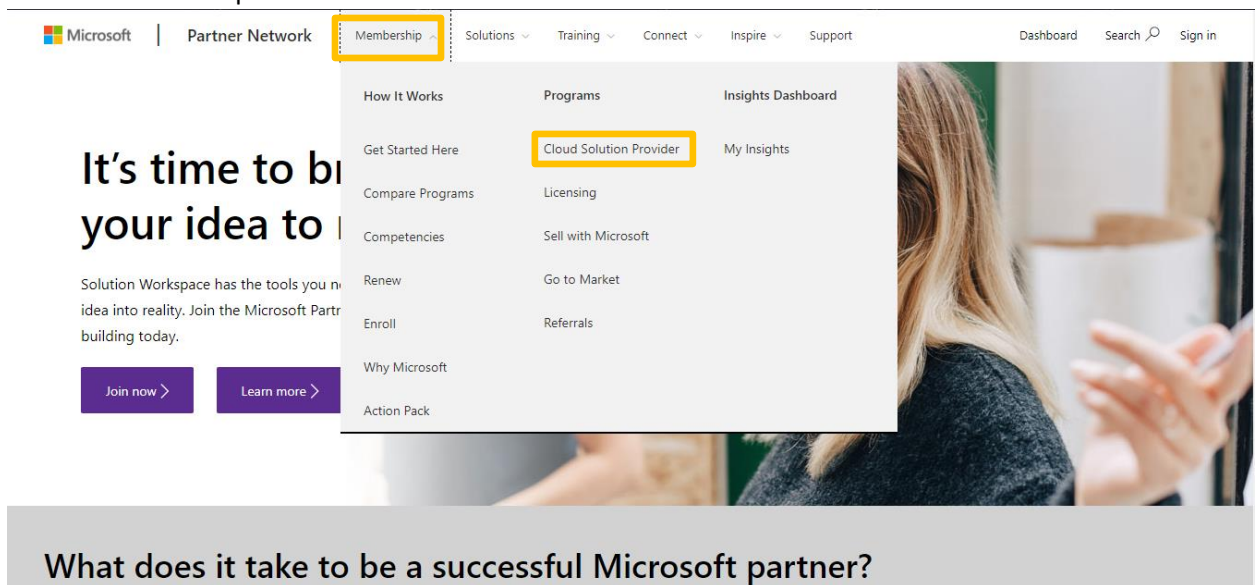 Microsoft | Partner Network Membership Solutions Training Connect Inspire Support Dashboard Search Sign in
How It Works Programs Insights Dashboard
Get Started Here Cloud Solution Provider My Insights
Compare Programs Licensing
Competencies Sell with Microsoft
Renew Go to Market
Enroll Referrals
Why Microsoft
Action Pack
It's time to b
your idea to
Solution Workspace has the tools you n
idea into reality. Join the Microsoft Partr
building today.
Join now > Learn more >
What does it take to be a successful Microsoft partner?